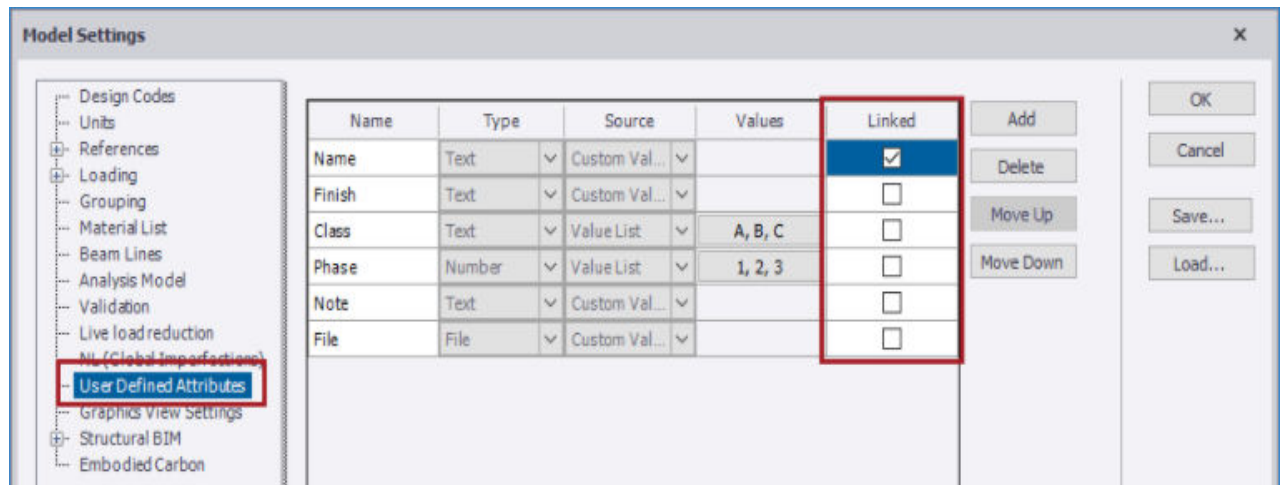 Model Settings
Design Codes
Units
References
Loading
Grouping
Material List
Beam Lines
Analysis Model
Validation
Live load reduction
NL (Global Imperfections)
User Defined Attributes
Graphics View Settings
Structural BIM
Embodied Carbon
Name Type Source Values Linked
Name Text Custom Val...
Finish Text Custom Val...
Class Text Value List A, B, C
Phase Number Value List 1, 2, 3
Note Text Custom Val...
File File Custom Val...
Add
Delete
Move Up
Move Down
OK
Cancel
Save...
Load...